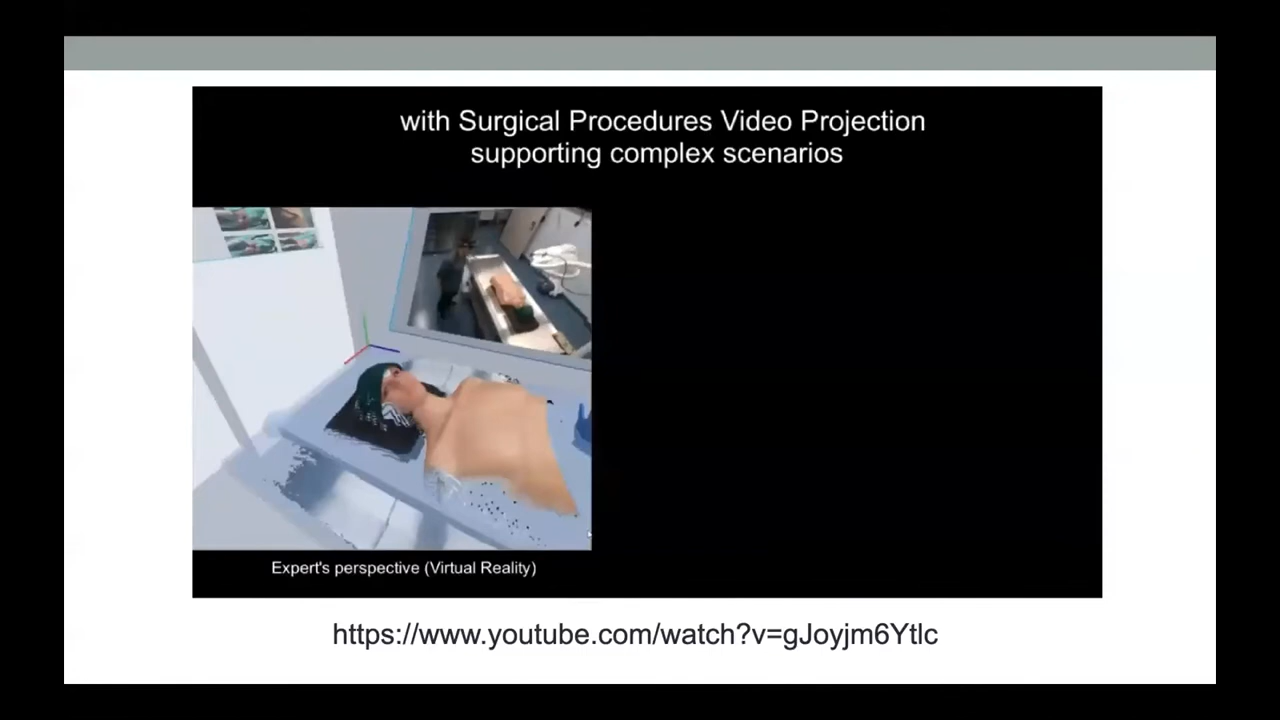 with Surgical Procedures Video Projection
supporting complex scenarios
Expert's perspective (Virtual Reality)
https://www.youtube.com/watch?v=gJoyjm6Ytlc